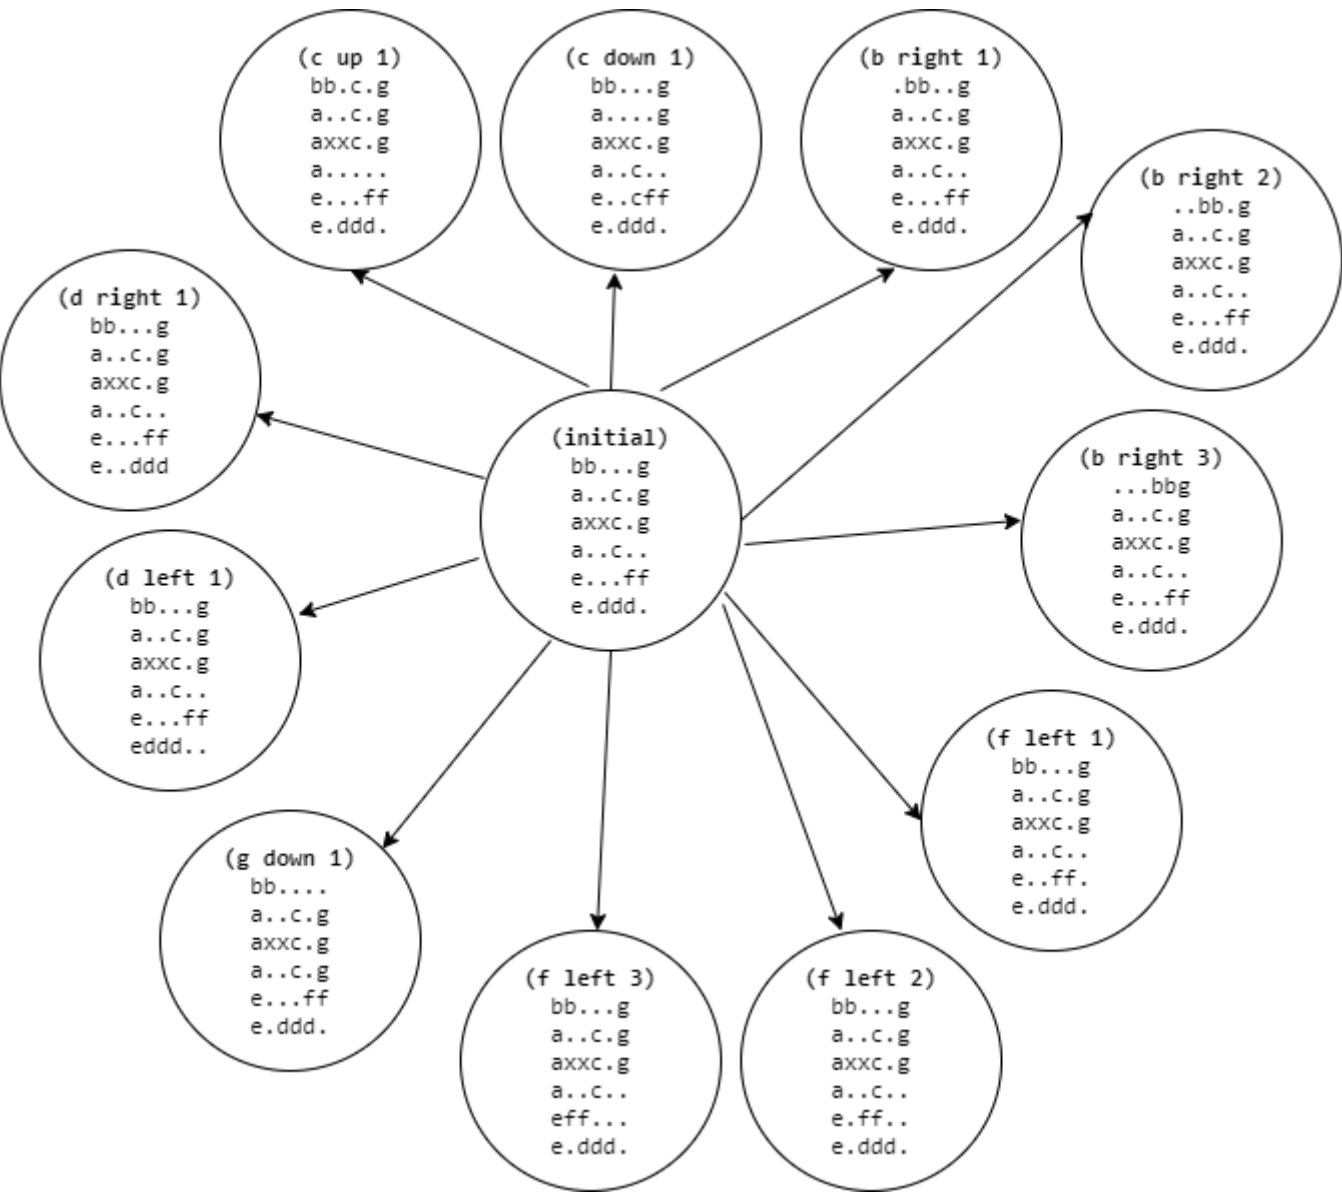 (c up 1)
bb.c.g
a..c.g
axxc.g
a.....
e...ff
e.ddd.
(c down 1)
bb...g
a....g
axxc.g
a..c..
e..cff
e.ddd.
(b right 1)
.bb..g
a..c.g
axxc.g
a..c..
e...ff
e.ddd.
(b right 2)
..bb.g
a..c.g
axxc.g
a..c..
e...ff
e.ddd.
(d right 1)
bb...g
a..c.g
axxc.g
a..c..
e...ff
e..ddd
(initial)
bb...g
a..c.g
axxc.g
a..c..
e...ff
e.ddd.
(b right 3)
...bbg
a..c.g
axxc.g
a..c..
e...ff
e.ddd.
(d left 1)
bb...g
a..c.g
axxc.g
a..c..
e...ff
eddd..
(f left 1)
bb...g
a..c.g
axxc.g
a..c..
e..ff.
e.ddd.
(g down 1)
bb....
a..c.g
axxc.g
a..c.g
e...ff
e.ddd.
(f left 3)
bb...g
a..c.g
axxc.g
a..c..
eff...
e.ddd.
(f left 2)
bb...g
a..c.g
axxc.g
a..c..
e.ff..
e.ddd.